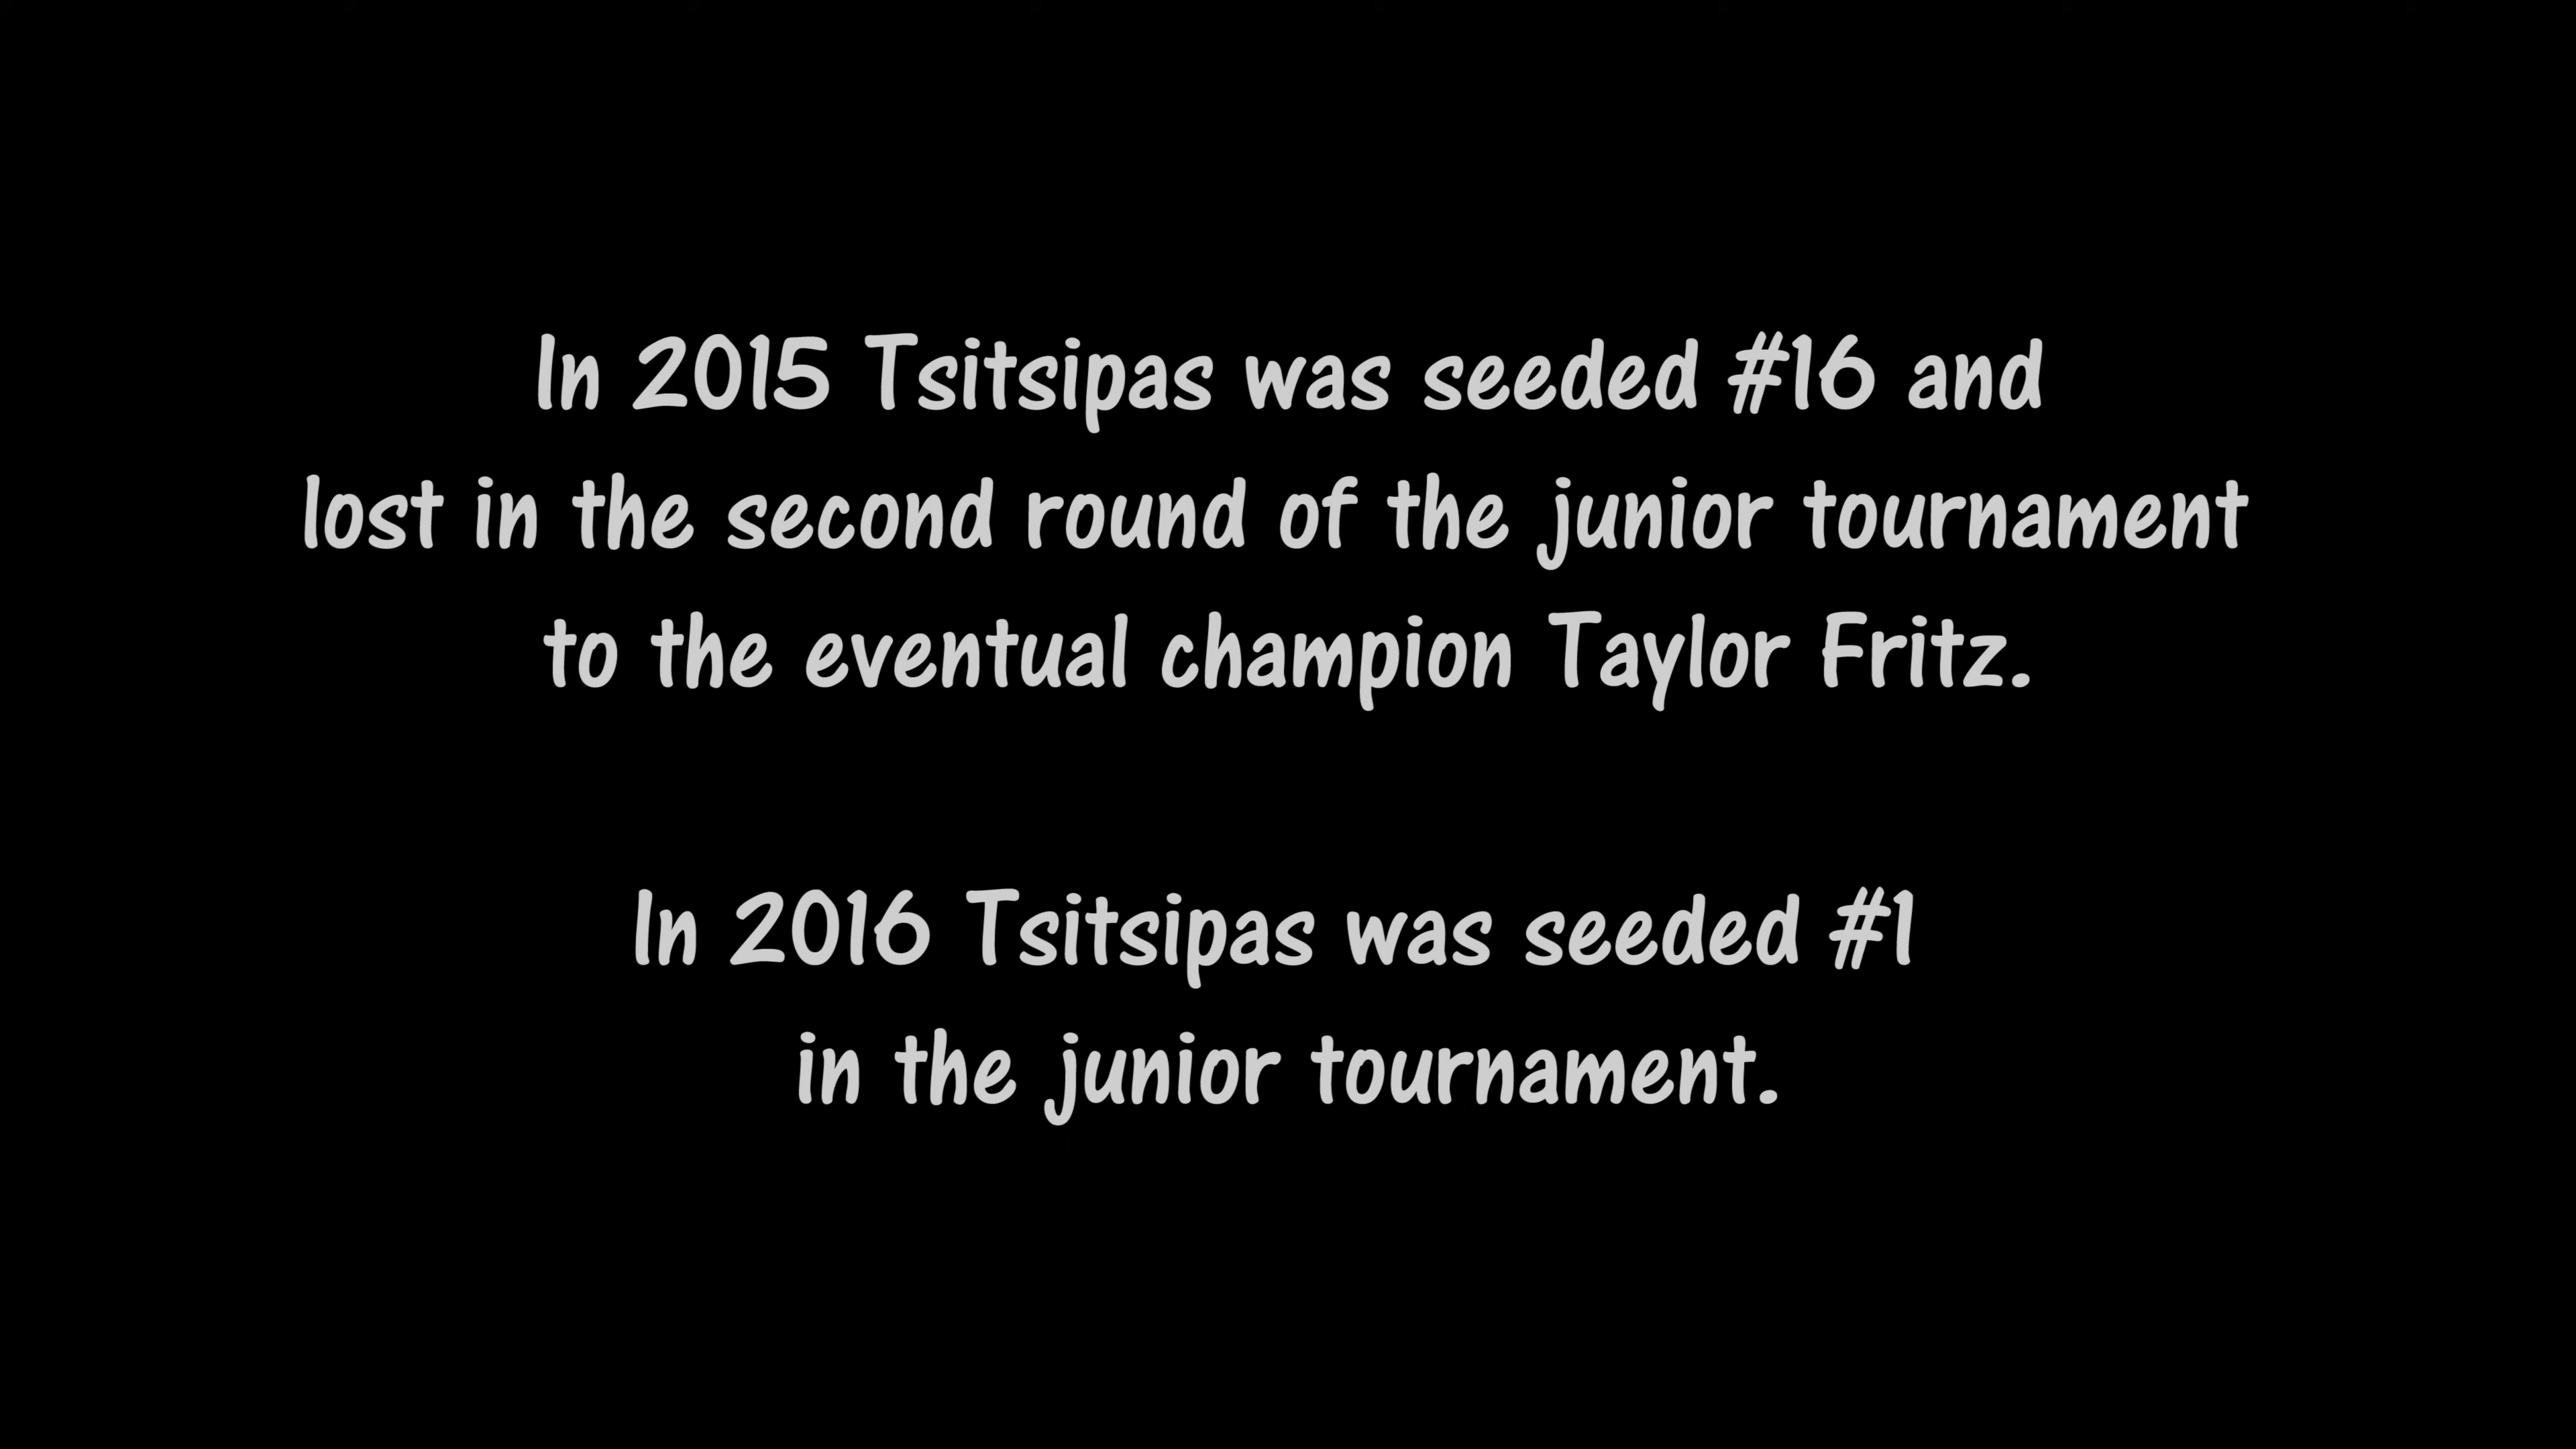 In 2015 Tsitsipas was seeded #16 and
lost in the second round of the junior tournament
to the eventual champion Taylor Fritz.
In 2016 Tsitsipas was seeded #1
in the junior tournament.